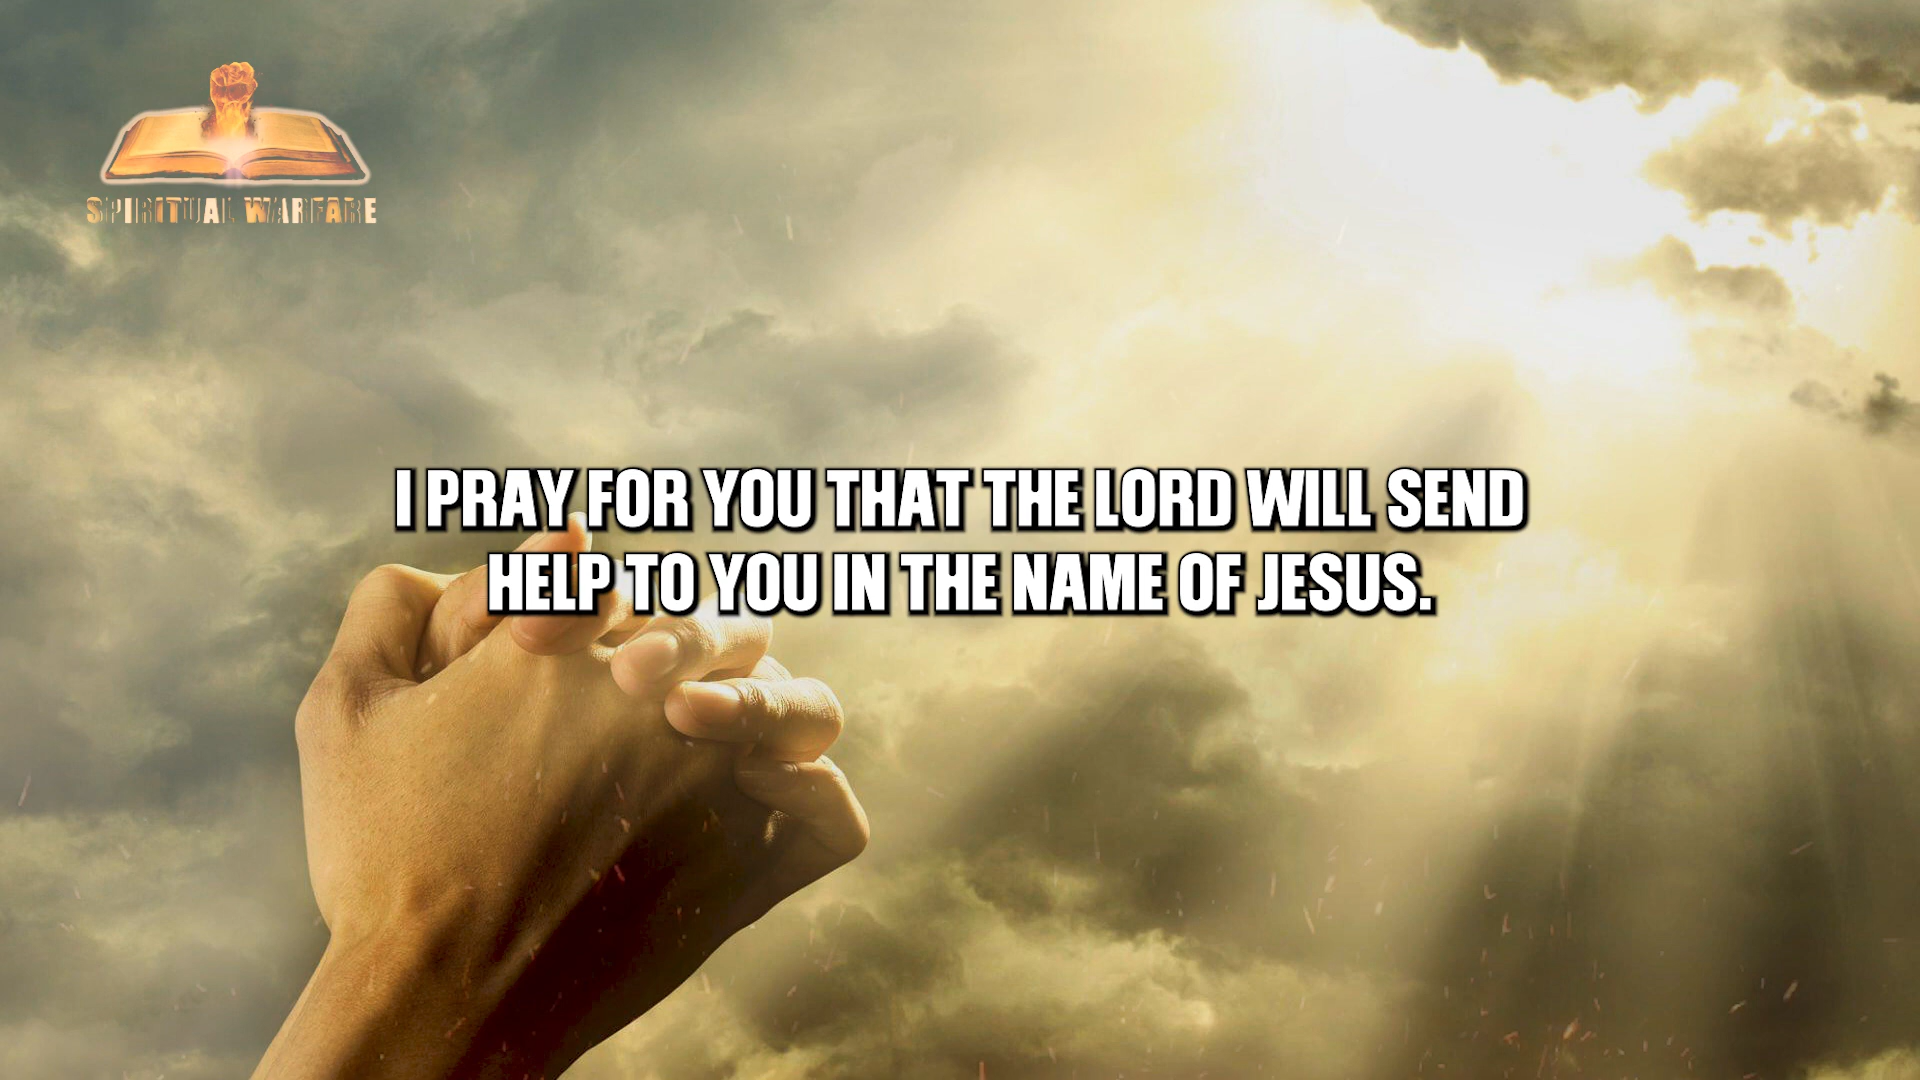 SPIRITUAL WARFARE
I PRAY FOR YOU THAT THE LORD WILL SEND
HELP TO YOU IN THE NAME OF JESUS.